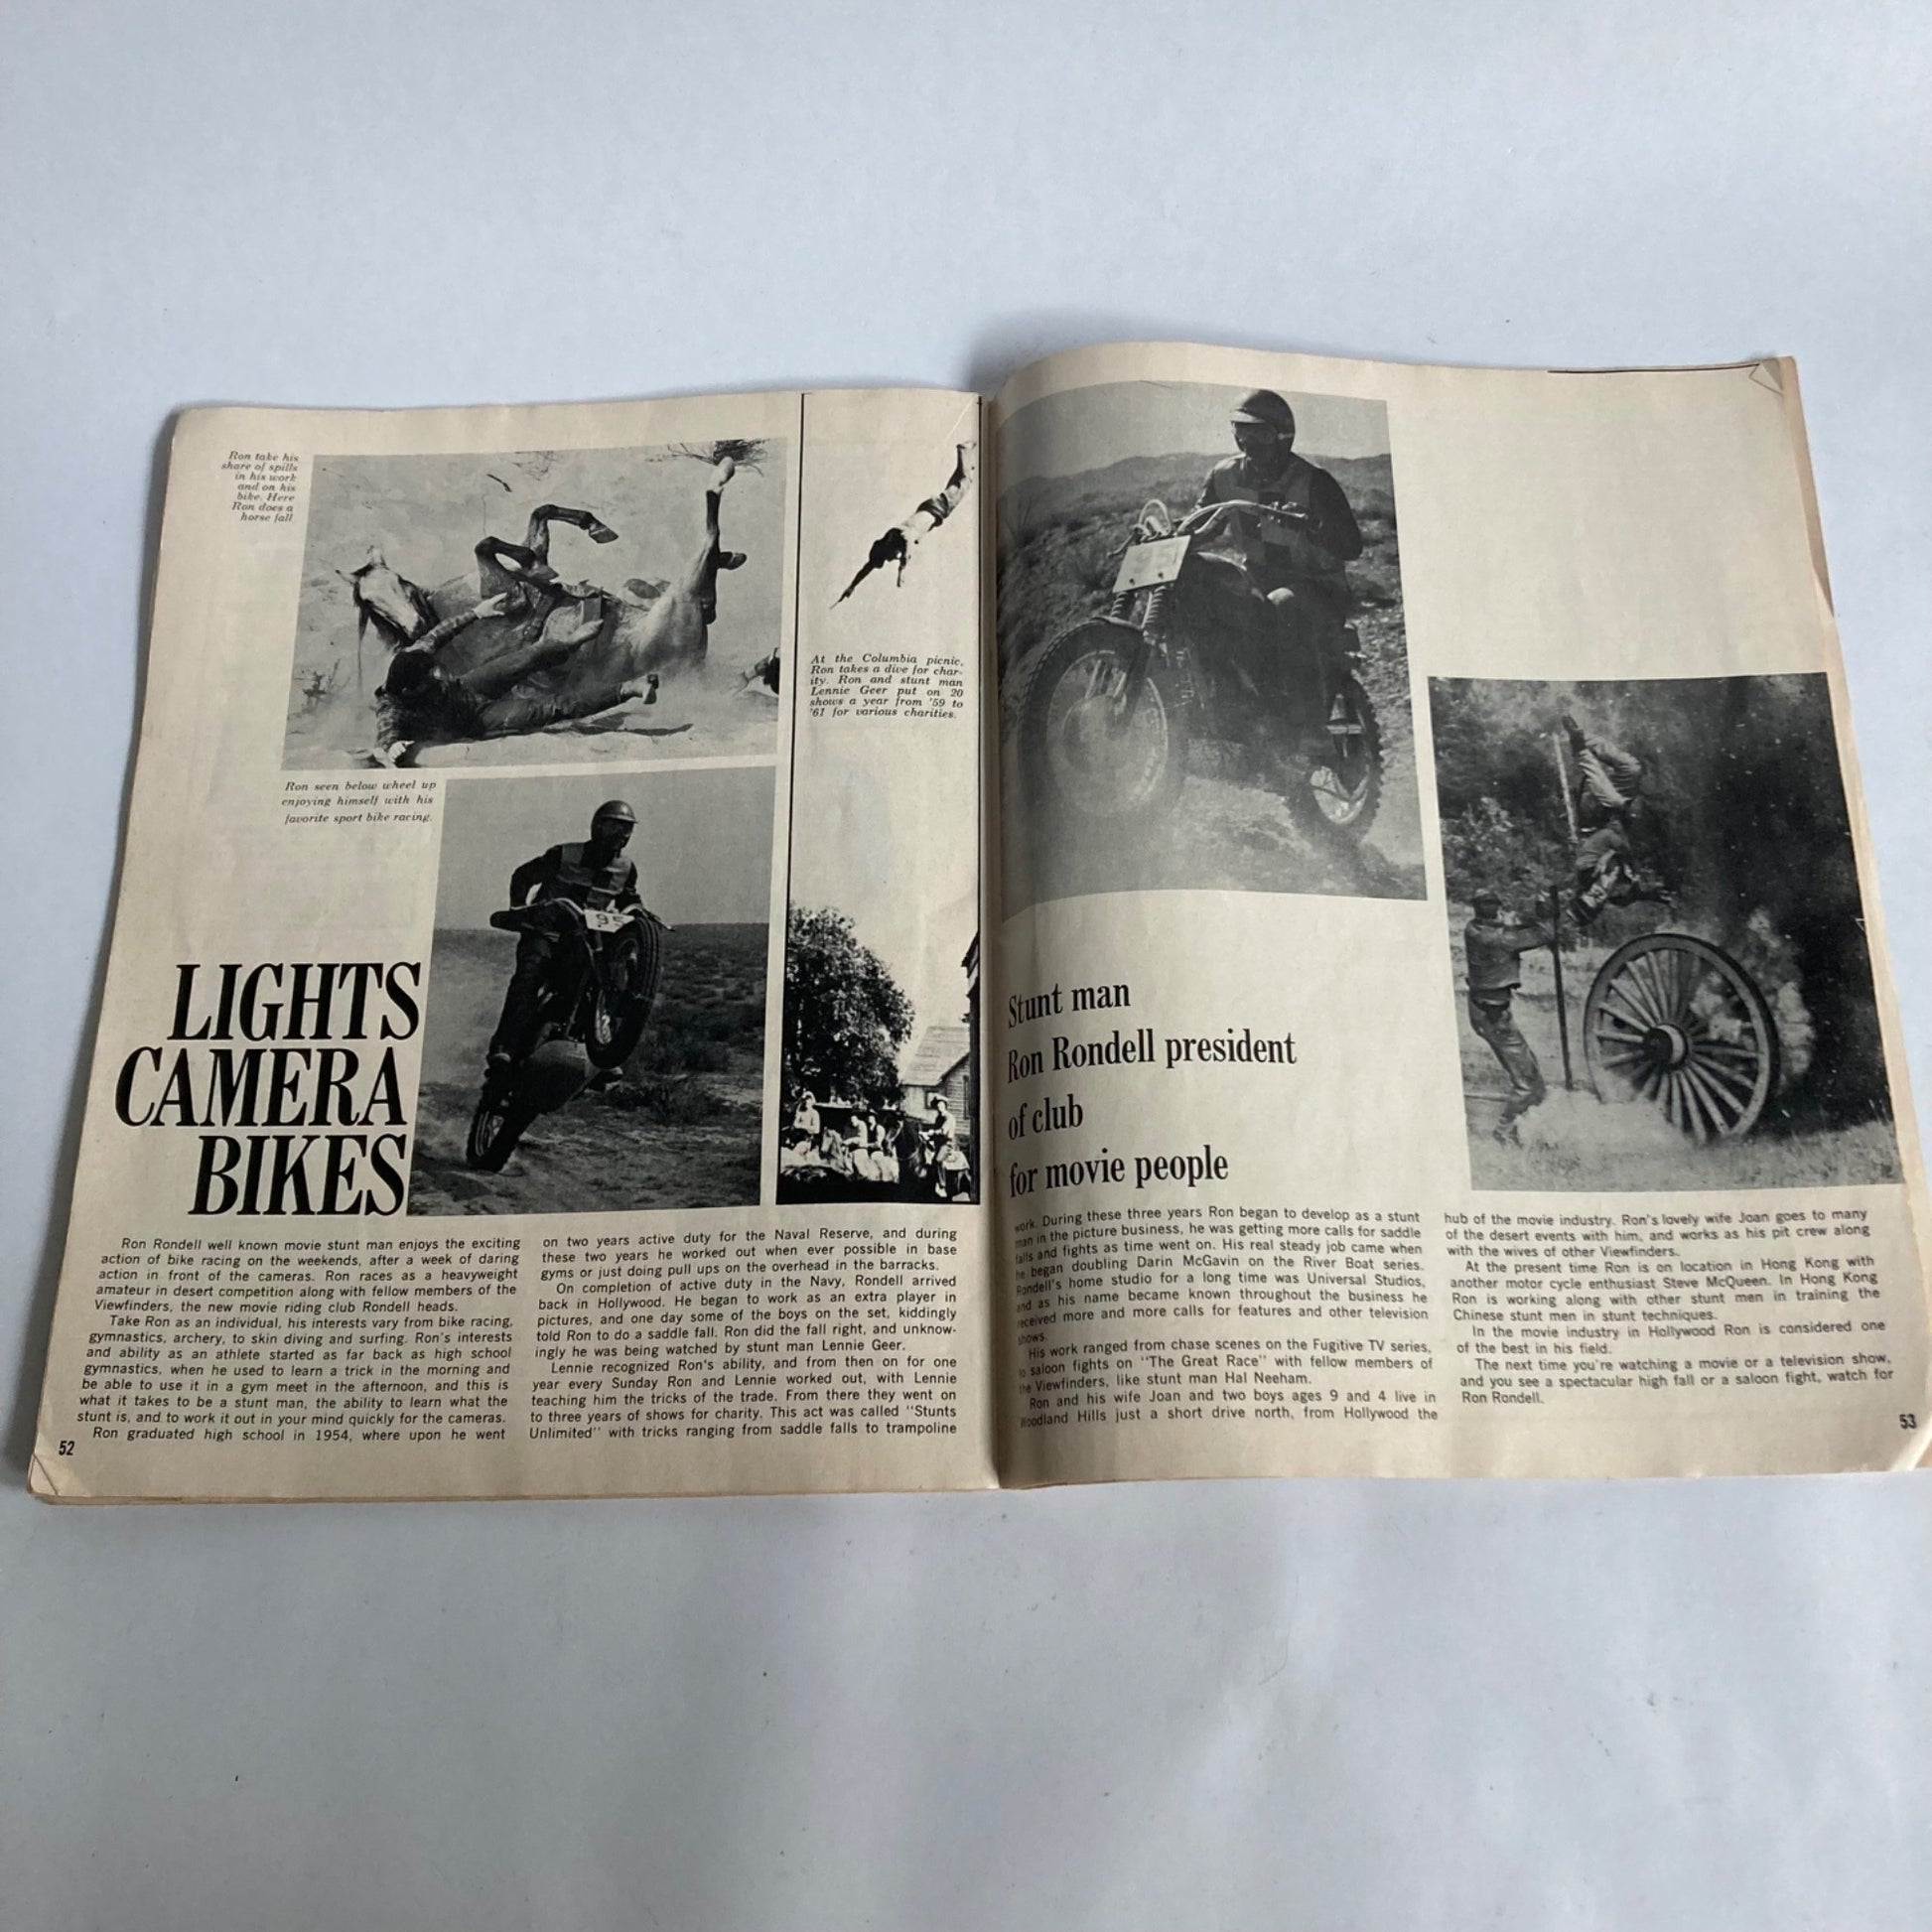 Ron take his
share of spills
in his work
and on his
bike. Here
Ron does a
horse fall
At the Columbia picnic,
Ron takes a dive for char-
ity. Ron and stunt man
Lennie Geer put on 20
shows a year from '59 to
'61 for various charities.
Ron seen below wheel up
enjoying himself with his
favorite sport bike racing.
95
LIGHTS
CAMERA
BIKES
Ron Rondell well known movie stunt man enjoys the exciting
action of bike racing on the weekends, after a week of daring
action in front of the cameras. Ron races as a heavyweight
amateur in desert competition along with fellow members of the
Viewfinders, the new movie riding club Rondell heads.
Take Ron as an individual, his interests vary from bike racing,
gymnastics, archery, to skin diving and surfing. Ron's interests
and ability as an athlete started as far back as high school
gymnastics, when he used to learn a trick in the morning and
be able to use it in a gym meet in the afternoon, and this is
what it takes to be a stunt man, the ability to learn what the
stunt is, and to work it out in your mind quickly for the cameras.
Ron graduated high school in 1954, where upon he went
52
on two years active duty for the Naval Reserve, and during
these two years he worked out when ever possible in base
gyms or just doing pull ups on the overhead in the barracks.
On completion of active duty in the Navy, Rondell arrived
back in Hollywood. He began to work as an extra player in
pictures, and one day some of the boys on the set, kiddingly
told Ron to do a saddle fall. Ron did the fall right, and unknow-
ingly he was being watched by stunt man Lennie Geer.
Lennie recognized Ron's ability, and from then on for one
year every Sunday Ron and Lennie worked out, with Lennie
teaching him the tricks of the trade. From there they went on
to three years of shows for charity. This act was called "Stunts
Unlimited" with tricks ranging from saddle falls to trampoline
Stunt man
Ron Rondell president
of club
for movie people
work. During these three years Ron began to develop as a stunt
man in the picture business, he was getting more calls for saddle
falls and fights as time went on. His real steady job came when
he began doubling Darin McGavin on the River Boat series.
Rondell's home studio for a long time was Universal Studios,
and as his name became known throughout the business he
received more and more calls for features and other television
shows.
His work ranged from chase scenes on the Fugitive TV series,
to saloon fights on "The Great Race" with fellow members of
the Viewfinders, like stunt man Hal Neeham.
Ron and his wife Joan and two boys ages 9 and 4 live in
Woodland Hills just a short drive north, from Hollywood the
hub of the movie industry. Ron's lovely wife Joan goes to many
of the desert events with him, and works as his pit crew along
with the wives of other Viewfinders.
At the present time Ron is on location in Hong Kong with
another motor cycle enthusiast Steve McQueen. In Hong Kong
Ron is working along with other stunt men in training the
Chinese stunt men in stunt techniques.
In the movie industry in Hollywood Ron is considered one
of the best in his field.
The next time you're watching a movie or a television show,
and you see a spectacular high fall or a saloon fight, watch for
Ron Rondell.
53